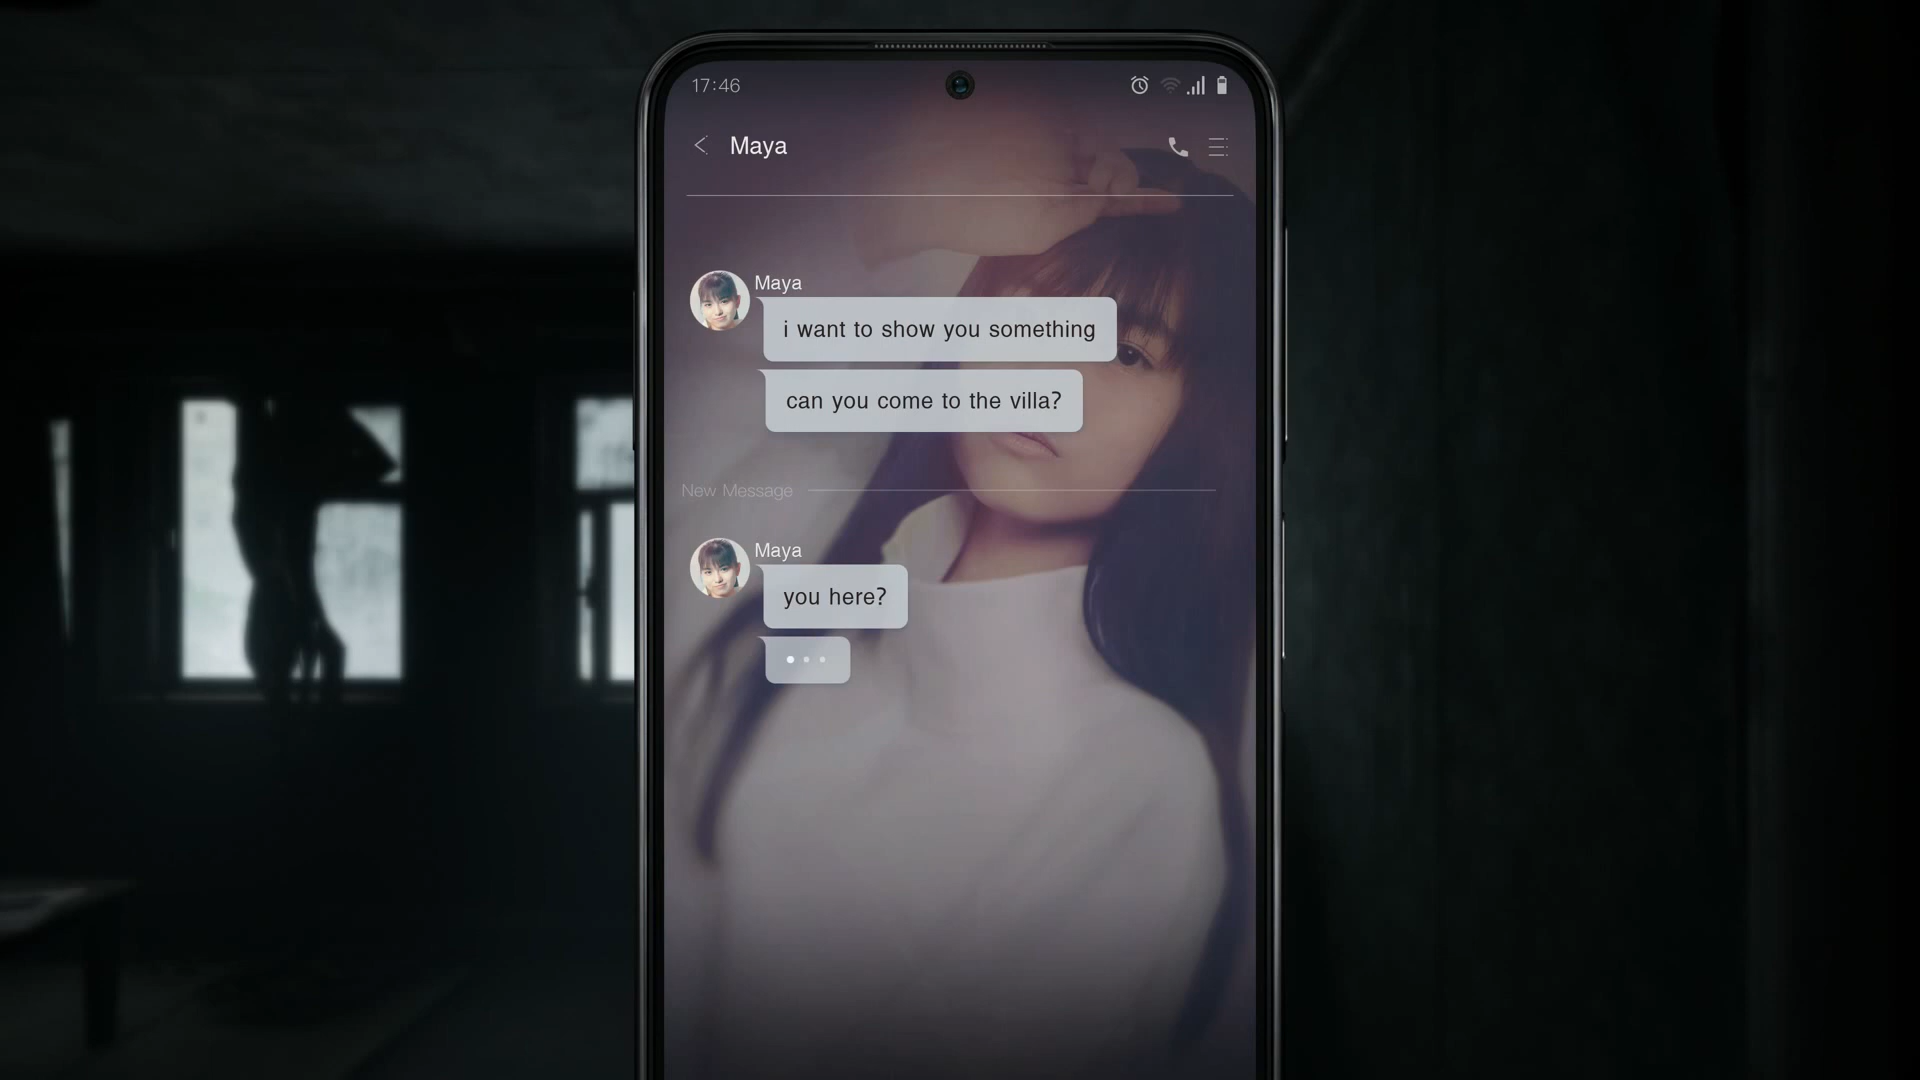 17:46
Maya
Maya
i want to show you something
can you come to the villa?
New Message
Maya
you here?